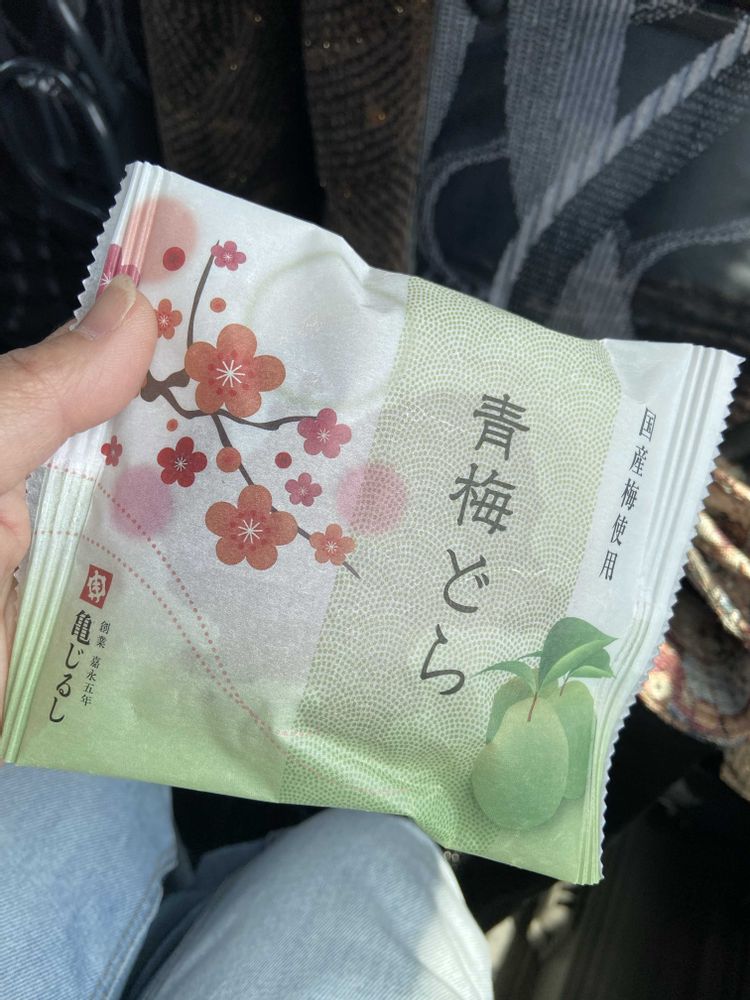 国産梅使用
青梅どら
創業 嘉永五年
亀じるし